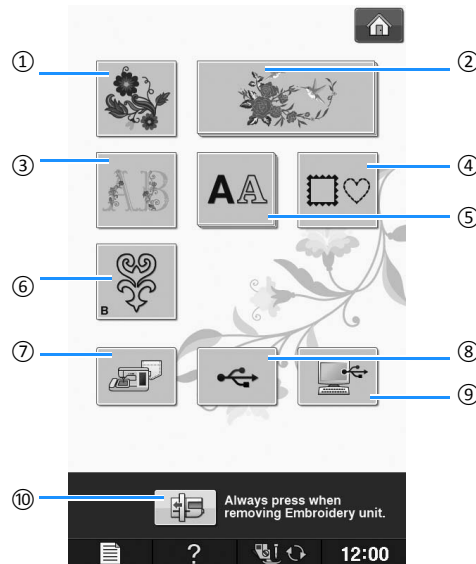 ①
②
③
AB
④
AA
⑤
⑥
B
⑦
⑧
⑨
⑩
Always press when
removing Embroidery unit.
?
12:00